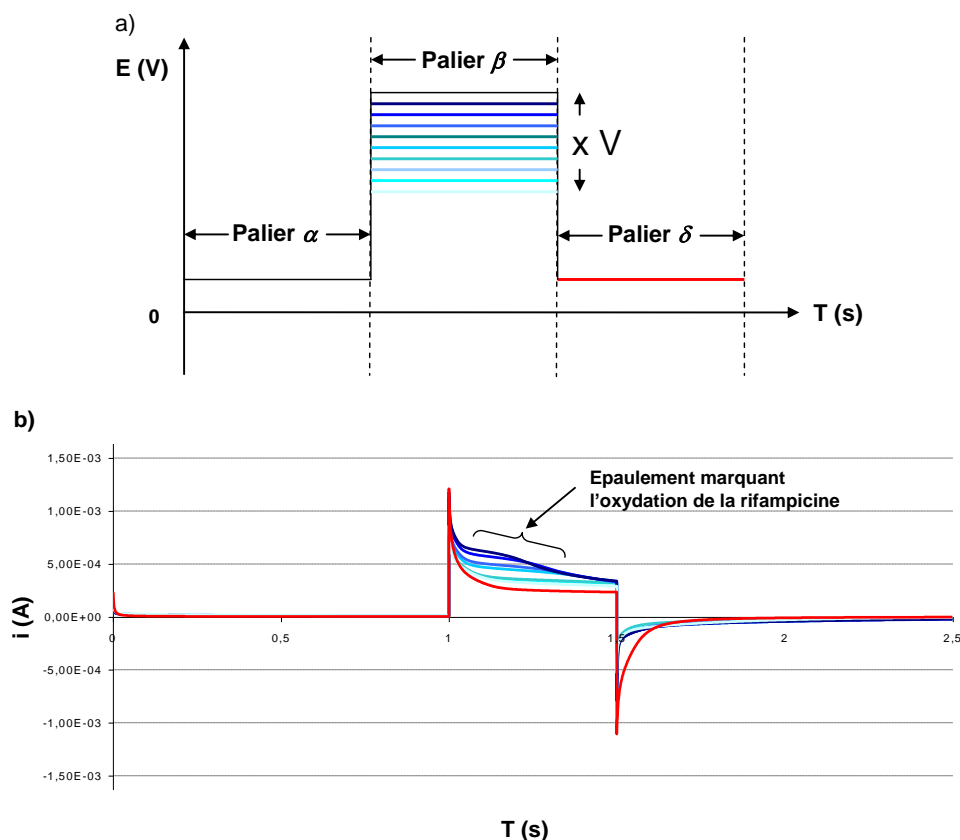 a)
E (V)
Palier β
x V
Palier α
Palier δ
0
T (s)
b)
1,50E-03
1,00E-03
5,00E-04
0,00E+00
-5,00E-04
-1,00E-03
-1,50E-03
i (A)
Epaulement marquant
l'oxydation de la rifampicine
0
0,5
1
1,5
2
2,5
T (s)